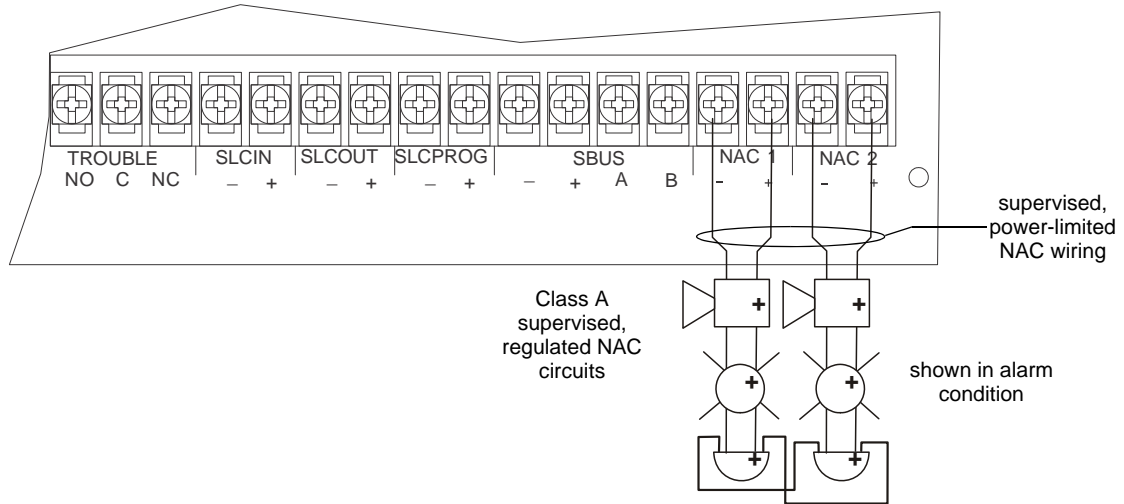 TROUBLE SLCIN SLCOUT SLCPROG SBUS NAC 1 NAC 2
NO C NC – + – + – + – + A B - + - +
supervised,
power-limited
NAC wiring
Class A
supervised,
regulated NAC
circuits
+ +
shown in alarm
condition
+ +
+ +